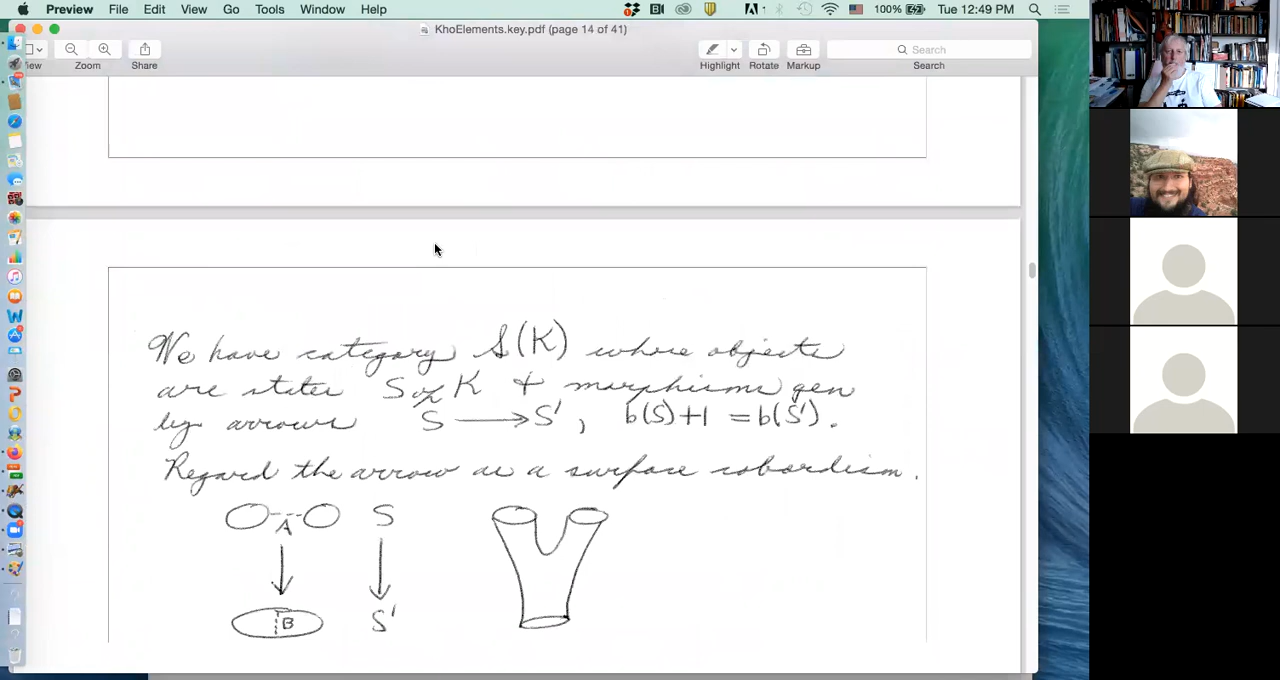 Preview File Edit View Go Tools Window Help
100% Tue 12:49 PM
KhoElements.key.pdf (page 14 of 41)
iew Zoom Share Highlight Rotate Markup Search
Search
We have category S(K) whose objects
are states S of K + morphisms gen
by arrows S → S', b(S)+1 = b(S').
Regard the arrow as a surface cobordism.
A S
B S'